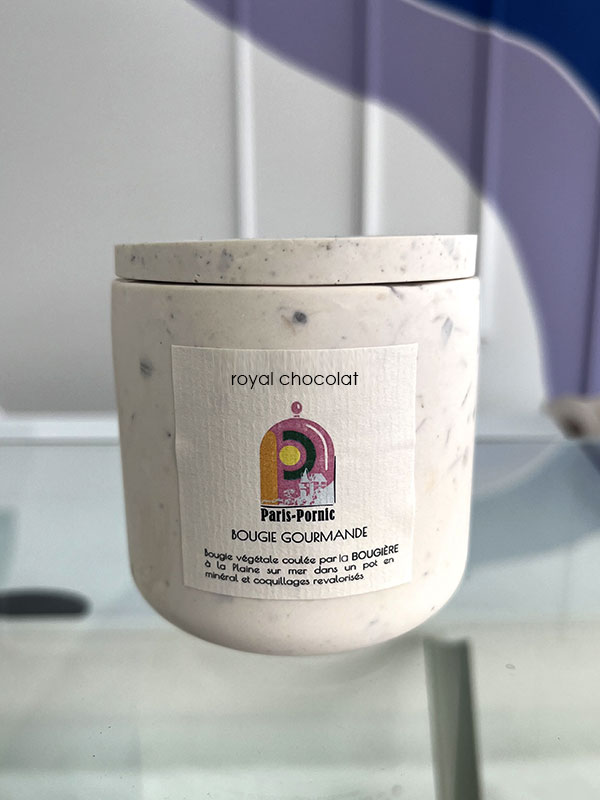 royal chocolat
Paris-Pornic
BOUGIE GOURMANDE
Bougie végétale coulée par la BOUGIÈRE
à la Plaine sur mer dans un pot en
minéral et coquillages revalorisés